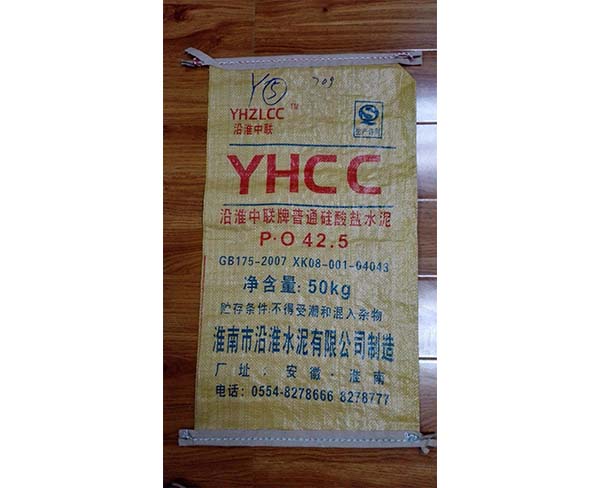 Y⑤ 709
YHZLCC TM
沿淮中联
生产许可
YHCC
沿淮中联牌普通硅酸盐水泥
P·O 42.5
GB175-2007 XK08-001-04043
净含量: 50kg
贮存条件:不得受潮和混入杂物
淮南市沿淮水泥有限公司制造
厂址: 安徽·淮南
电话: 0554-8278666 8278777